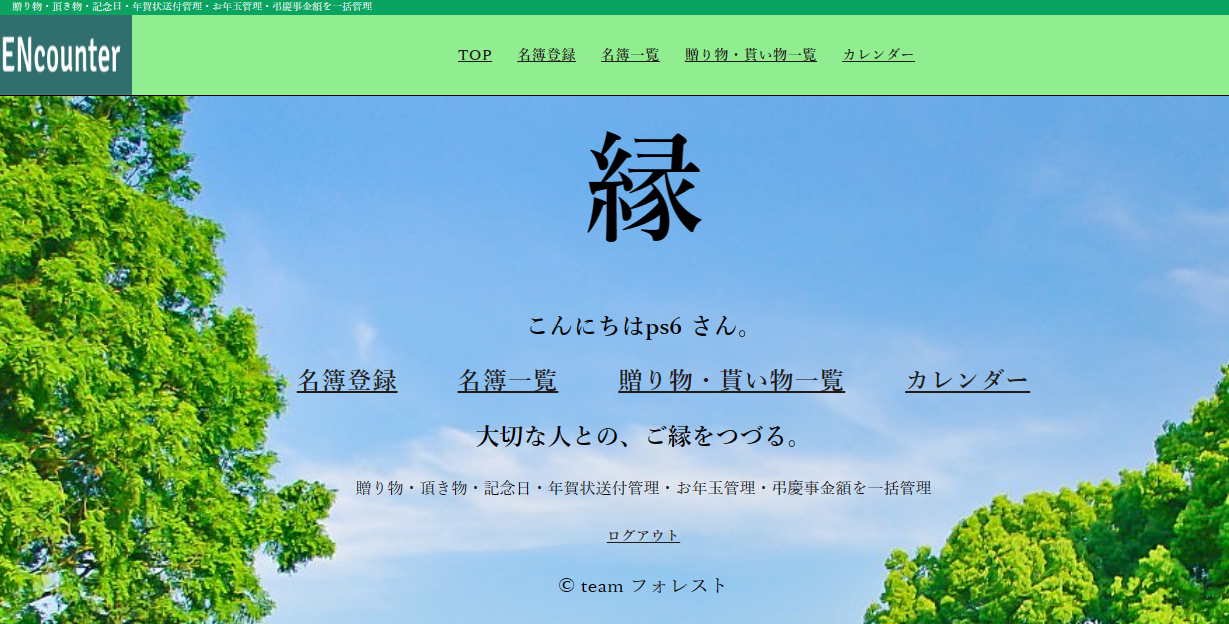 贈り物・頂き物・記念日・年賀状送付管理・お年玉管理・弔慶事金額を一括管理
ENcounter
TOP 名簿登録 名簿一覧 贈り物・貰い物一覧 カレンダー
縁
こんにちはps6 さん。
名簿登録 名簿一覧 贈り物・貰い物一覧 カレンダー
大切な人との、ご縁をつづる。
贈り物・頂き物・記念日・年賀状送付管理・お年玉管理・弔慶事金額を一括管理
ログアウト
© team フォレスト